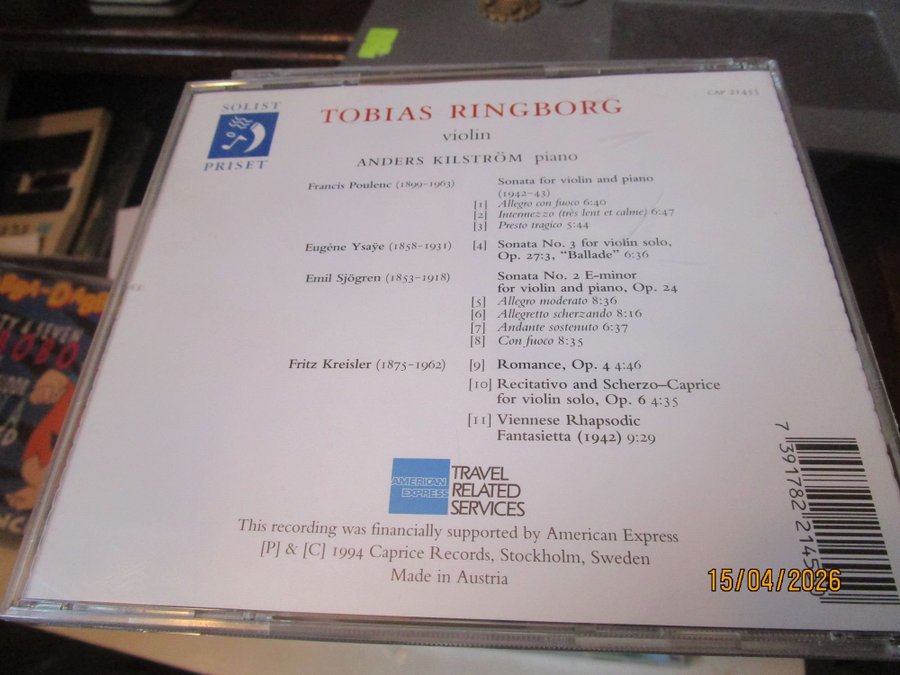 CAP 21455
SOLIST
PRISET
TOBIAS RINGBORG
violin
ANDERS KILSTRÖM piano
Francis Poulenc (1899–1963) Sonata for violin and piano
(1942–43)
[1] Allegro con fuoco 6:40
[2] Intermezzo (très lent et calme) 6:47
[3] Presto tragico 5:44
Eugéne Ysaÿe (1858–1931) [4] Sonata No. 3 for violin solo,
Op. 27:3, “Ballade” 6:36
Emil Sjögren (1853–1918) Sonata No. 2 E-minor
for violin and piano, Op. 24
[5] Allegro moderato 8:36
[6] Allegretto scherzando 8:16
[7] Andante sostenuto 6:37
[8] Con fuoco 8:35
Fritz Kreisler (1875–1962) [9] Romance, Op. 4 4:46
[10] Recitativo and Scherzo–Caprice
for violin solo, Op. 6 4:35
[11] Viennese Rhapsodic
Fantasietta (1942) 9:29
AMERICAN
EXPRESS
TRAVEL
RELATED
SERVICES
This recording was financially supported by American Express
[P] & [C] 1994 Caprice Records, Stockholm, Sweden
Made in Austria
7 391782 2145
15/04/2026